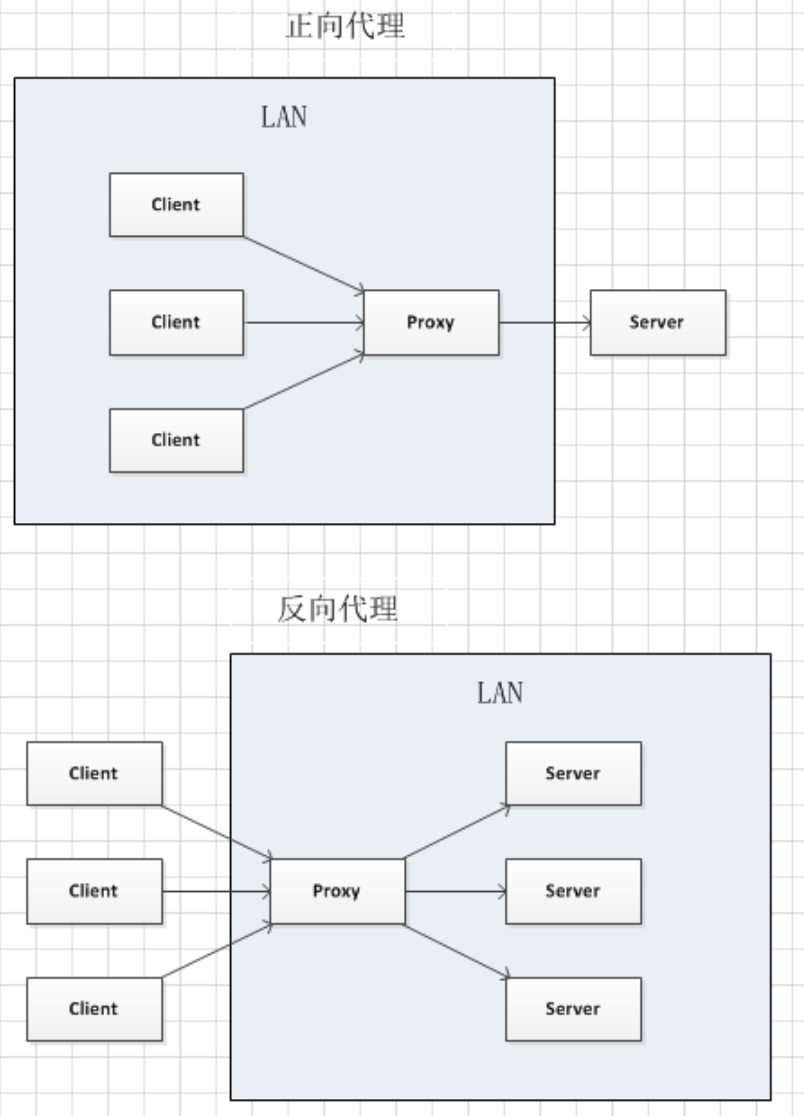 正向代理
LAN
Client
Client
Proxy
Server
Client
反向代理
LAN
Client
Server
Client
Proxy
Server
Client
Server